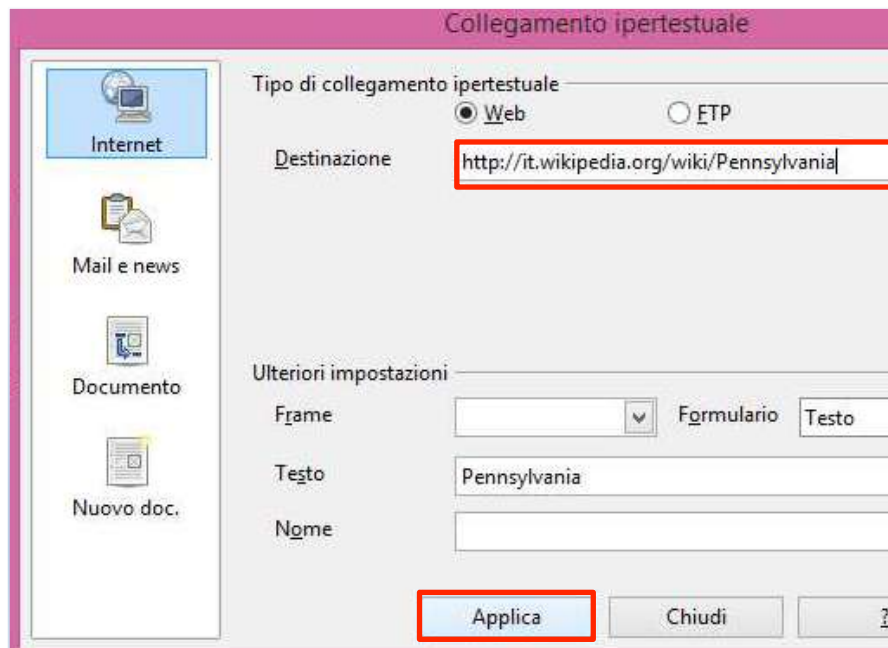 Collegamento ipertestuale
Internet
Mail e news
Documento
Nuovo doc.
Tipo di collegamento ipertestuale
Web
FTP
Destinazione
http://it.wikipedia.org/wiki/Pennsylvania
Ulteriori impostazioni
Frame
Formulario
Testo
Testo
Pennsylvania
Nome
Applica
Chiudi
?